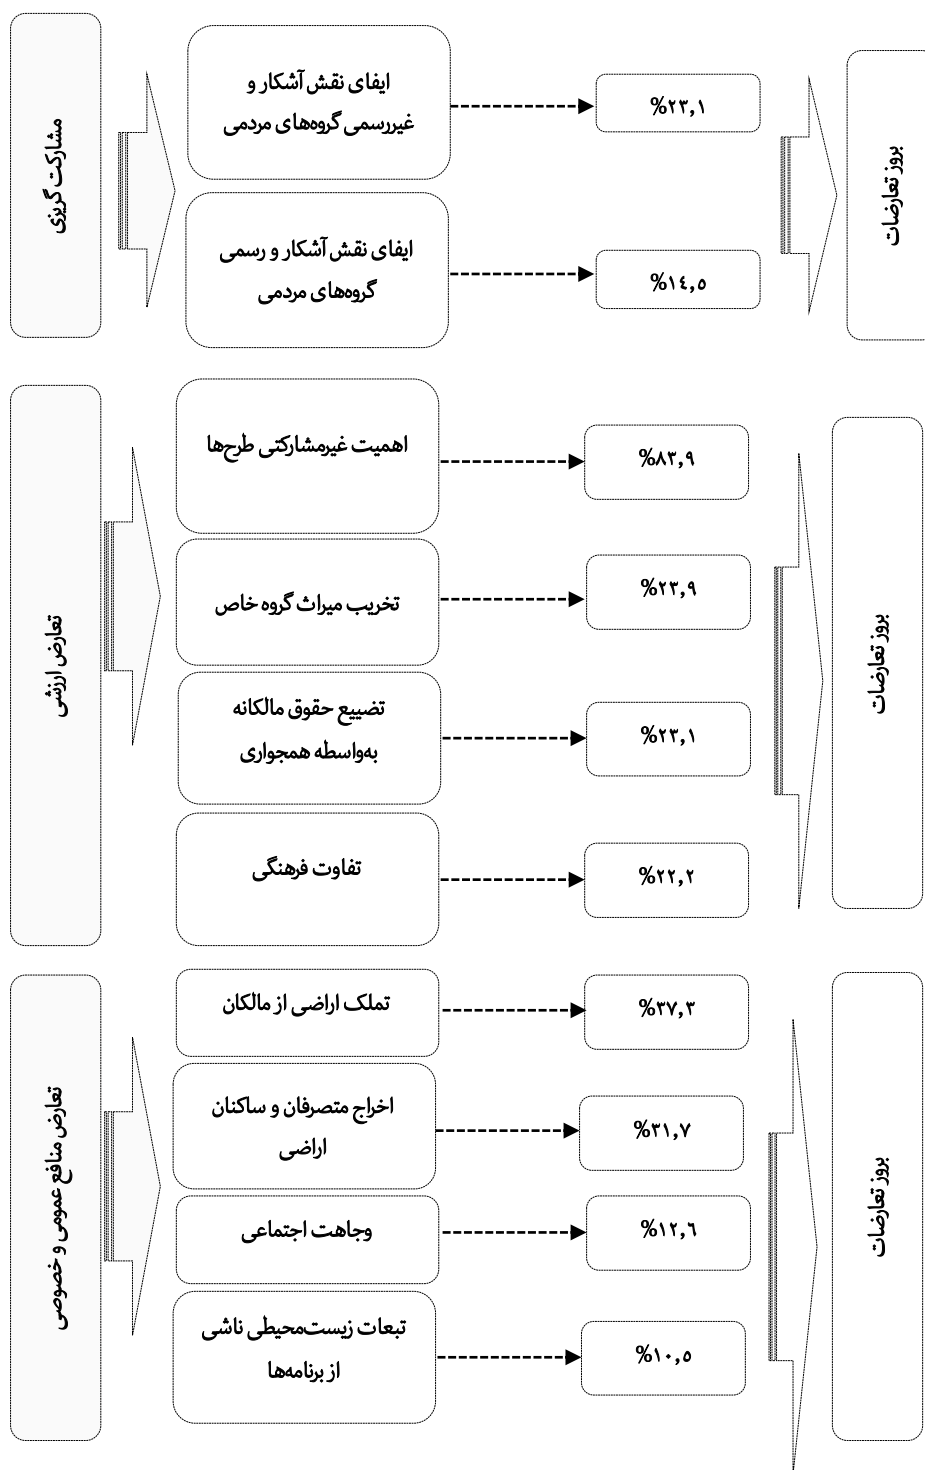 مشارکت گریزی
ایفای نقش آشکار و
غیررسمی گروه‌های مردمی
%۲۳٫۱
ایفای نقش آشکار و رسمی
گروه‌های مردمی
%۱٤٫٥
بروز تعارضات
تعارض ارزشی
اهمیت غیرمشارکتی طرح‌ها
%۸۳٫۹
تخریب میراث گروه خاص
%۲۳٫۹
تضییع حقوق مالکانه
به‌واسطه همجواری
%۲۳٫۱
تفاوت فرهنگی
%۲۲٫۲
بروز تعارضات
تعارض منافع عمومی و خصوصی
تملک اراضی از مالکان
%۳۷٫۳
اخراج متصرفان و ساکنان
اراضی
%۳۱٫۷
وجاهت اجتماعی
%۱۲٫٦
تبعات زیست‌محیطی ناشی
از برنامه‌ها
%۱۰٫٥
بروز تعارضات